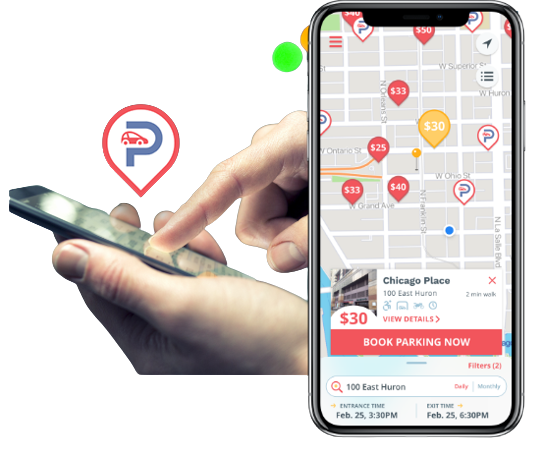 $40
$50
W Superior St
$33
W Huron
N Orleans St
$30
$25
W Ontario St
W Ohio St
$33
$40
W Grand Ave
N Franklin St
N La Salle Blvd
Chicago Place
100 East Huron
2 min walk
$30
VIEW DETAILS
BOOK PARKING NOW
Filters (2)
100 East Huron
Daily
Monthly
ENTRANCE TIME
EXIT TIME
Feb. 25, 3:30PM
Feb. 25, 6:30PM
P